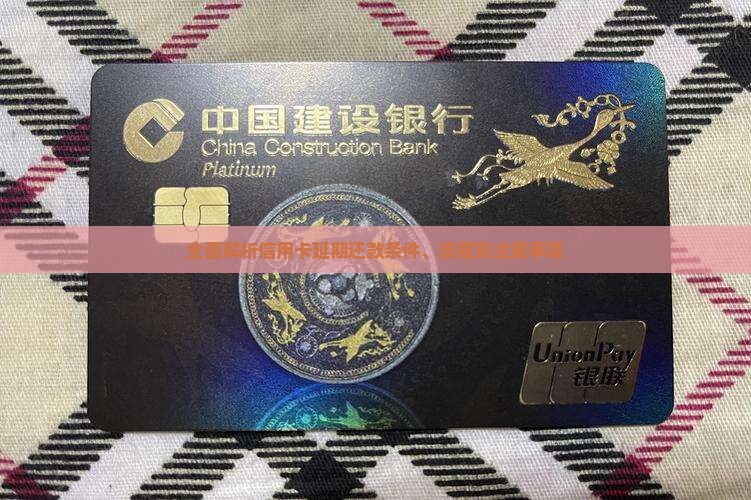 中国建设银行
China Construction Bank
Platinum
全面解析信用卡延期还款条件、流程及注意事项
UnionPay
银联